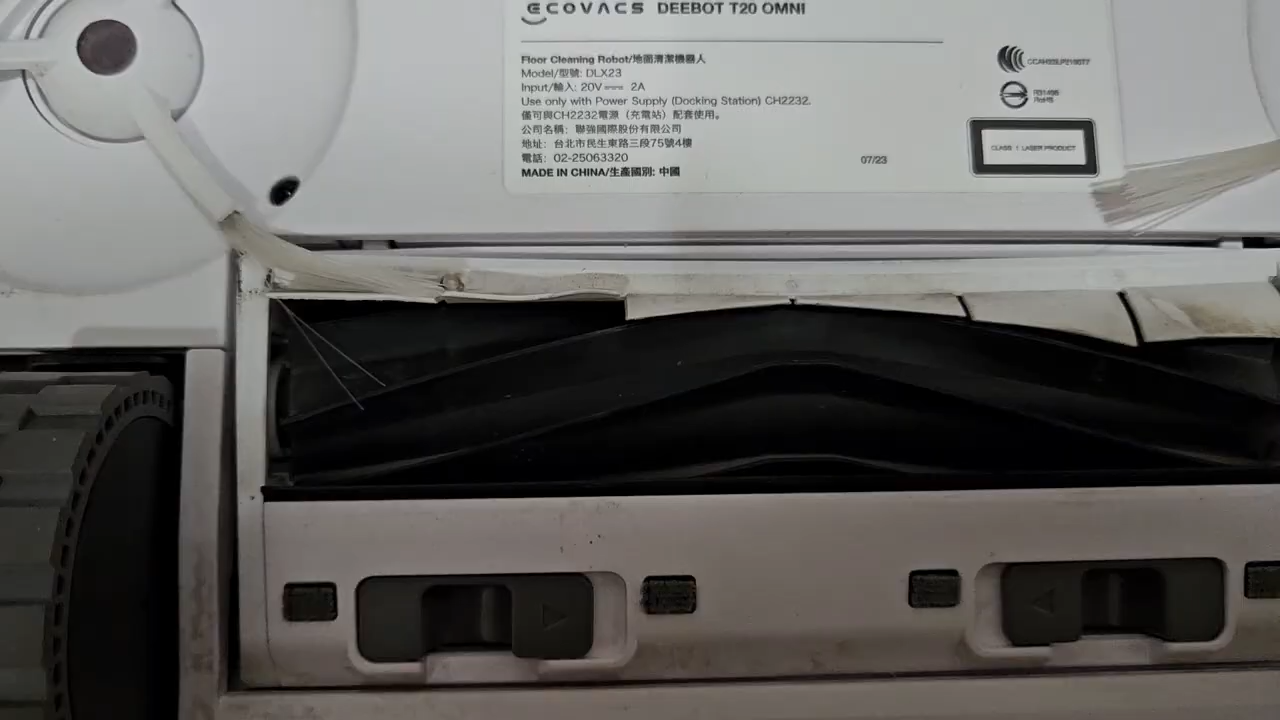 ECOVACS DEEBOT T20 OMNI
Floor Cleaning Robot/地面清潔機器人
Model/型號: DLX23
Input/輸入: 20V⎓ 2A
Use only with Power Supply (Docking Station) CH2232.
僅可與CH2232電源（充電站）配套使用。
公司名稱: 聯強國際股份有限公司
地址: 台北市民生東路三段75號4樓
電話: 02-25063320
MADE IN CHINA/生產國別: 中國
07/23
RoHS
CLASS 1 LASER PRODUCT